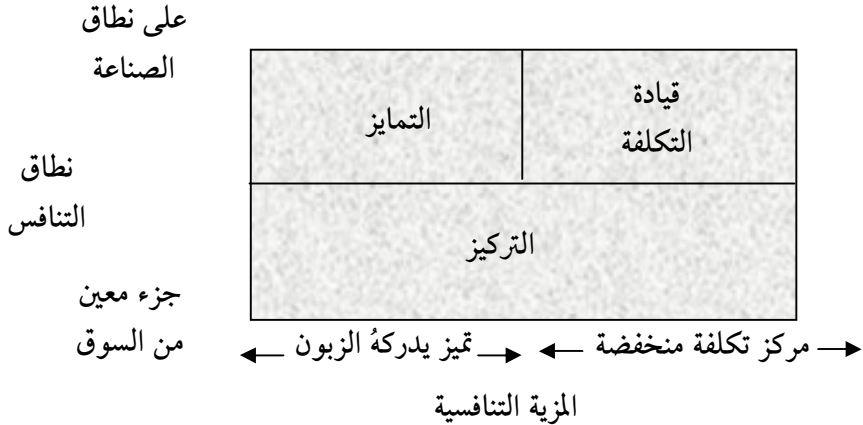 على نطاق
الصناعة
قيادة
التكلفة
التمايز
نطاق
التنافس
التركيز
جزء معين
من السوق
مركز تكلفة منخفضة
تميز يدركهُ الزبون
المزية التنافسية